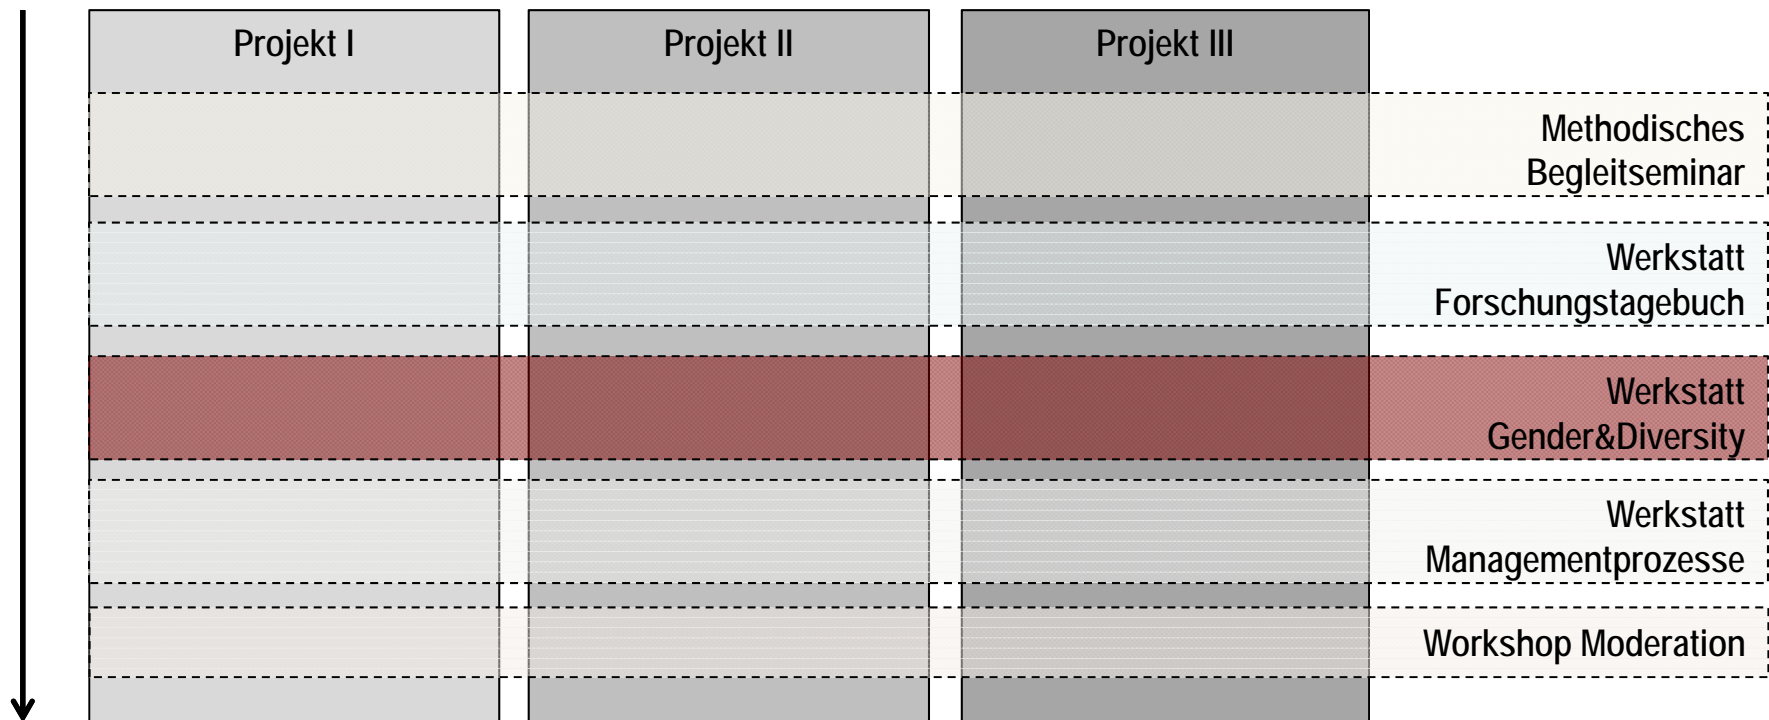 Projekt I
Projekt II
Projekt III
Methodisches
Begleitseminar
Werkstatt
Forschungstagebuch
Werkstatt
Gender&Diversity
Werkstatt
Managementprozesse
Workshop Moderation